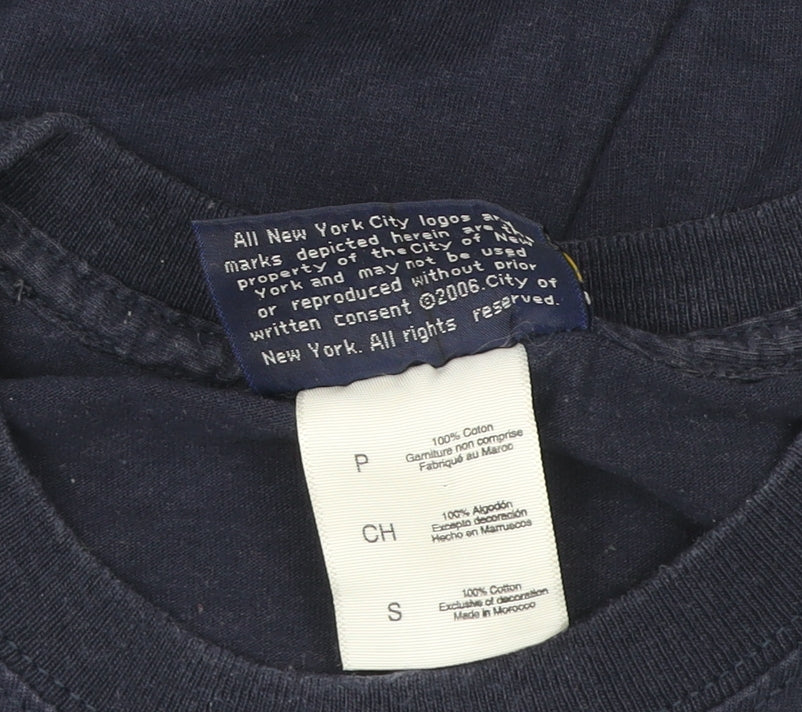 All New York City logos and
marks depicted herein are the
property of the City of New
York and may not be used
or reproduced without prior
written consent ©2006. City of
New York. All rights reserved.
P
100% Coton
Garniture non comprise
Fabriqué au Maroc
CH
100% Algodón
Excepto decoración
Hecho en Marruecos
S
100% Cotton
Exclusive of decoration
Made in Morocco